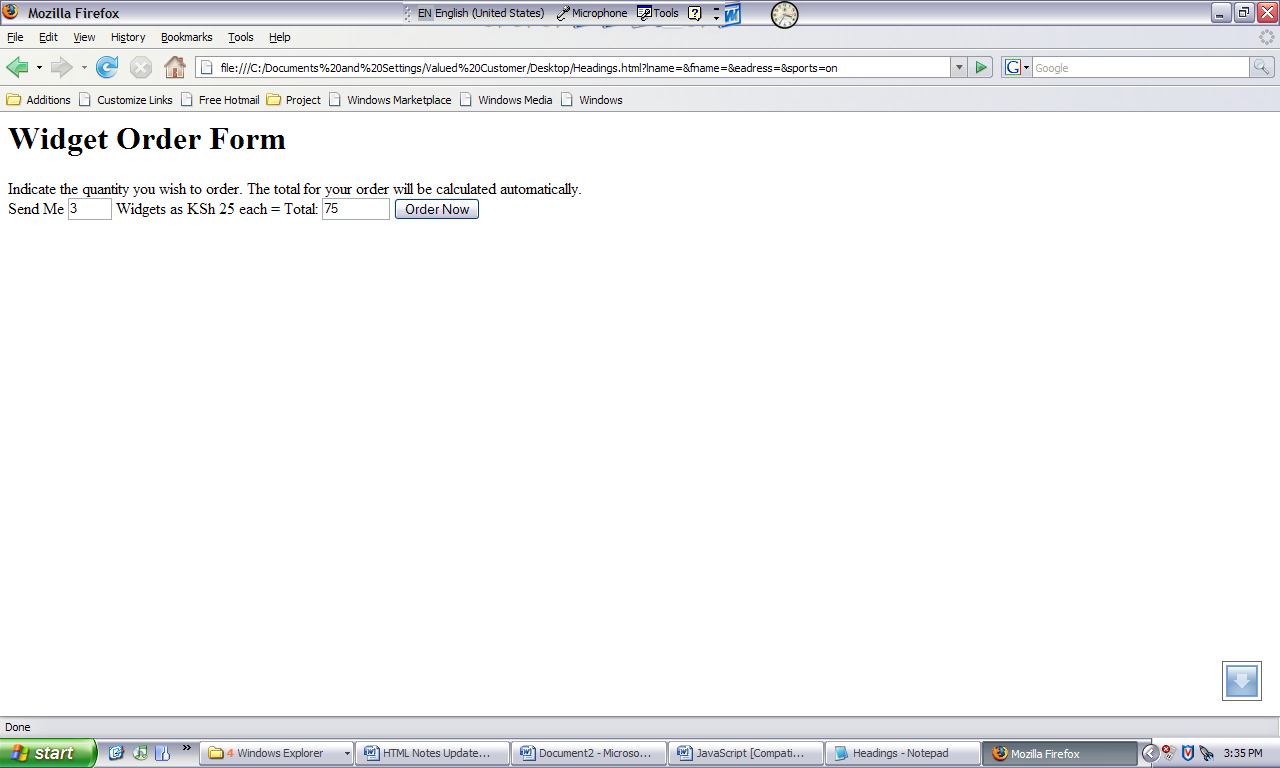 Mozilla Firefox
EN English (United States) Microphone Tools ?
File Edit View History Bookmarks Tools Help
file:///C:/Documents%20and%20Settings/Valued%20Customer/Desktop/Headings.html?lname=&fname=&eadress=&sports=on G Google
Additions Customize Links Free Hotmail Project Windows Marketplace Windows Media Windows
Widget Order Form
Indicate the quantity you wish to order. The total for your order will be calculated automatically.
Send Me 3 Widgets as KSh 25 each = Total: 75 Order Now
Done
start » 4 Windows Explorer HTML Notes Update... Document2 - Microso... JavaScript [Compati... Headings - Notepad Mozilla Firefox 3:35 PM